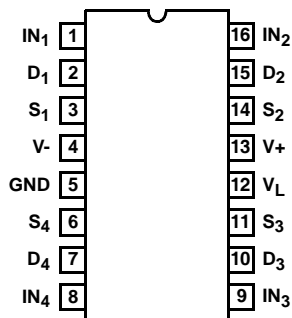 IN1 1 16 IN2
D1 2 15 D2
S1 3 14 S2
V- 4 13 V+
GND 5 12 VL
S4 6 11 S3
D4 7 10 D3
IN4 8 9 IN3